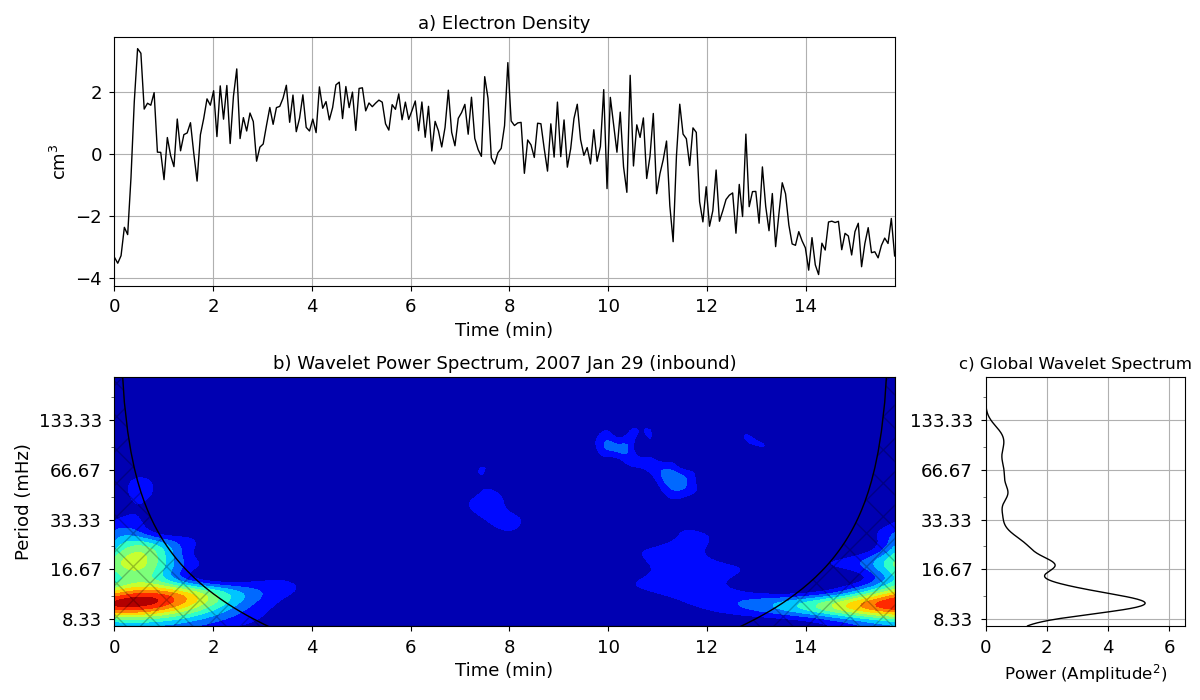 a) Electron Density
cm³
2
0
−2
−4
0 2 4 6 8 10 12 14
Time (min)
b) Wavelet Power Spectrum, 2007 Jan 29 (inbound)
Period (mHz)
133.33
66.67
33.33
16.67
8.33
0 2 4 6 8 10 12 14
Time (min)
c) Global Wavelet Spectrum
133.33
66.67
33.33
16.67
8.33
0 2 4 6
Power (Amplitude²)